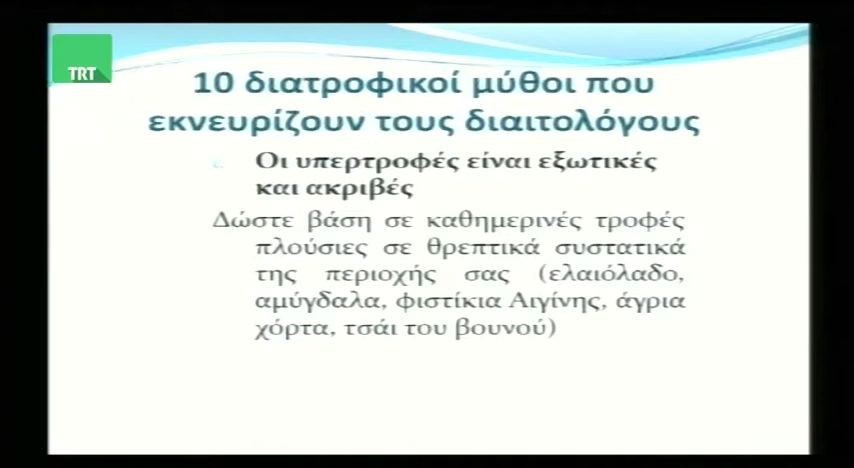 TRT
10 διατροφικοί μύθοι που
εκνευρίζουν τους διαιτολόγους
Οι υπερτροφές είναι εξωτικές
και ακριβές
Δώστε βάση σε καθημερινές τροφές
πλούσιες σε θρεπτικά συστατικά
της περιοχής σας (ελαιόλαδο,
αμύγδαλα, φιστίκια Αιγίνης, άγρια
χόρτα, τσάι του βουνού)